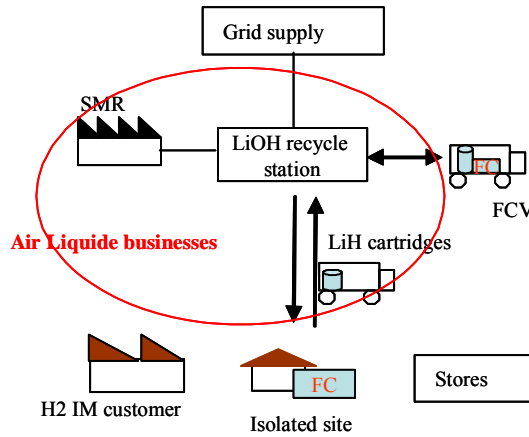 Grid supply
SMR
LiOH recycle
station
FC
FCV
Air Liquide businesses
LiH cartridges
FC
Stores
H2 IM customer
Isolated site